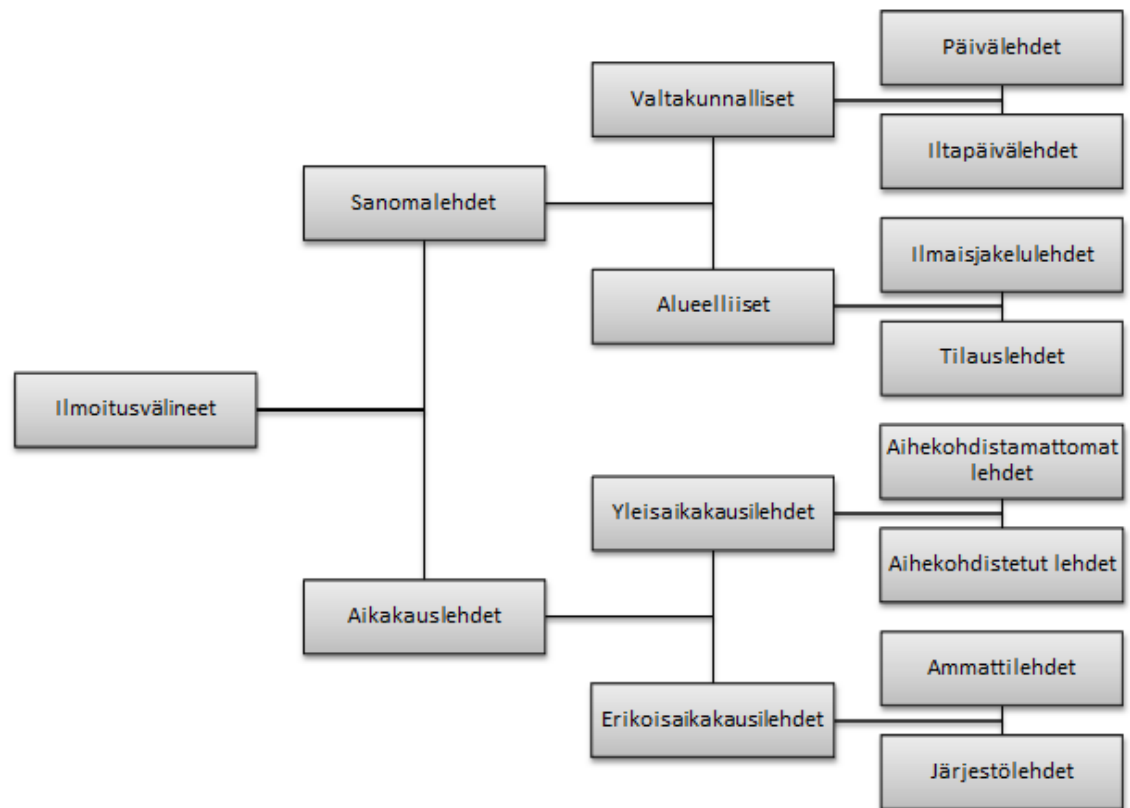 Päivälehdet
Valtakunnalliset
Iltapäivälehdet
Sanomalehdet
Ilmaisjakelulehdet
Alueelliiset
Tilauslehdet
Ilmoitusvälineet
Aihekohdistamattomat
lehdet
Yleisaikakausilehdet
Aihekohdistetut lehdet
Aikakauslehdet
Ammattilehdet
Erikoisaikakausilehdet
Järjestölehdet